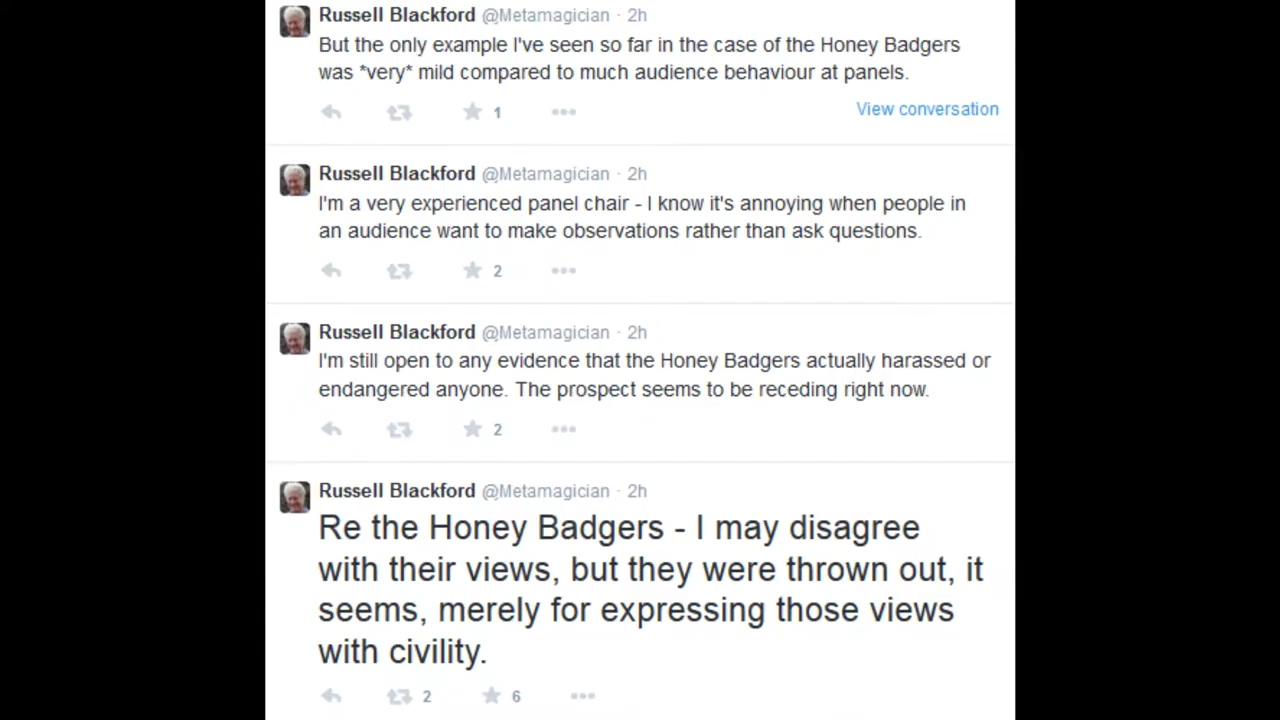 Russell Blackford @Metamagician · 2h
But the only example I've seen so far in the case of the Honey Badgers
was *very* mild compared to much audience behaviour at panels.
1
View conversation
Russell Blackford @Metamagician · 2h
I'm a very experienced panel chair - I know it's annoying when people in
an audience want to make observations rather than ask questions.
2
Russell Blackford @Metamagician · 2h
I'm still open to any evidence that the Honey Badgers actually harassed or
endangered anyone. The prospect seems to be receding right now.
2
Russell Blackford @Metamagician · 2h
Re the Honey Badgers - I may disagree
with their views, but they were thrown out, it
seems, merely for expressing those views
with civility.
2 6